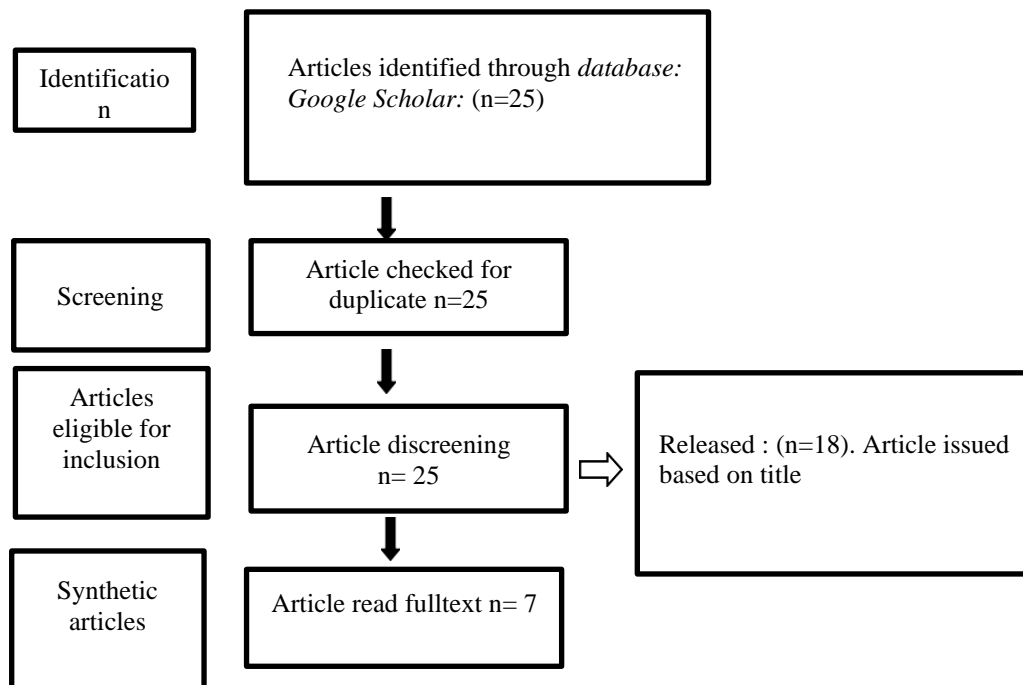 Identificatio
n
Articles identified through database:
Google Scholar: (n=25)
Screening
Article checked for
duplicate n=25
Articles
eligible for
inclusion
Article discreening
n= 25
Released : (n=18). Article issued
based on title
Synthetic
articles
Article read fulltext n= 7